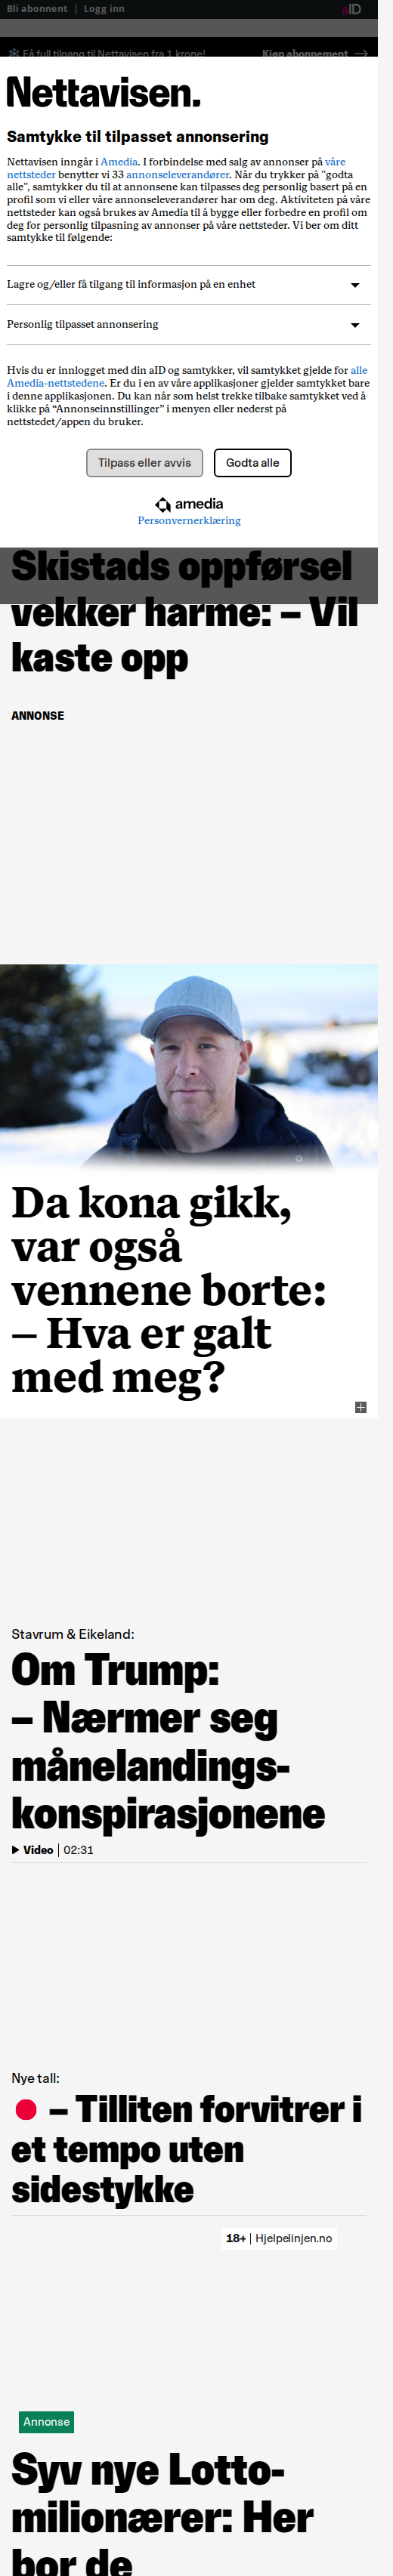 Bli abonnent | Logg inn
aID
Få full tilgang til Nettavisen fra 1 krone!
Kjøp abonnement →
Nettavisen.
Samtykke til tilpasset annonsering
Nettavisen inngår i Amedia. I forbindelse med salg av annonser på våre
nettsteder benytter vi 33 annonseleverandører. Når du trykker på "godta
alle", samtykker du til at annonsene kan tilpasses deg personlig basert på en
profil som vi eller våre annonseleverandører har om deg. Aktiviteten på våre
nettsteder kan også brukes av Amedia til å bygge eller forbedre en profil om
deg for personlig tilpasning av annonser på våre nettsteder. Vi ber om ditt
samtykke til følgende:
Lagre og/eller få tilgang til informasjon på en enhet
Personlig tilpasset annonsering
Hvis du er innlogget med din aID og samtykker, vil samtykket gjelde for alle
Amedia-nettstedene. Er du i en av våre applikasjoner gjelder samtykket bare
i denne applikasjonen. Du kan når som helst trekke tilbake samtykket ved å
klikke på “Annonseinnstillinger” i menyen eller nederst på
nettstedet/appen du bruker.
Tilpass eller avvis
Godta alle
amedia
Personvernerklæring
Skistads oppførsel
vekker harme: – Vil
kaste opp
ANNONSE
Da kona gikk,
var også
vennene borte:
– Hva er galt
med meg?
Stavrum & Eikeland:
Om Trump:
– Nærmer seg
månelandings-
konspirasjonene
Video | 02:31
Nye tall:
– Tilliten forvitrer i
et tempo uten
sidestykke
18+ | Hjelpelinjen.no
Annonse
Syv nye Lotto-
milionærer: Her
bor de